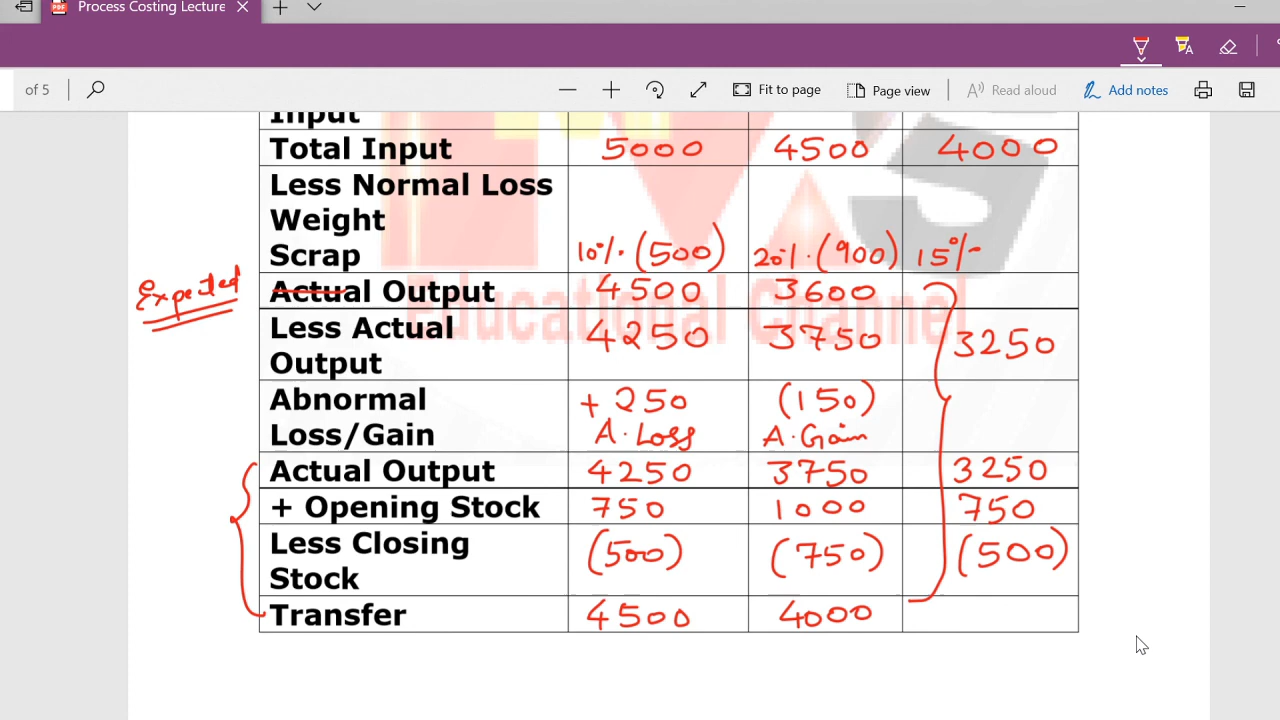 Process Costing Lecture
of 5
Fit to page
Page view
Read aloud
Add notes
Input
Total Input 5000 4500 4000
Less Normal Loss
Weight
Scrap 10% (500) 20% (900) 15%
Expected
Actual Output 4500 3600
Less Actual 4250 3750 3250
Output
Abnormal + 250 (150)
Loss/Gain A. Loss A. Gain
Actual Output 4250 3750 3250
+ Opening Stock 750 1000 750
Less Closing (500) (750) (500)
Stock
Transfer 4500 4000
Educational Channel